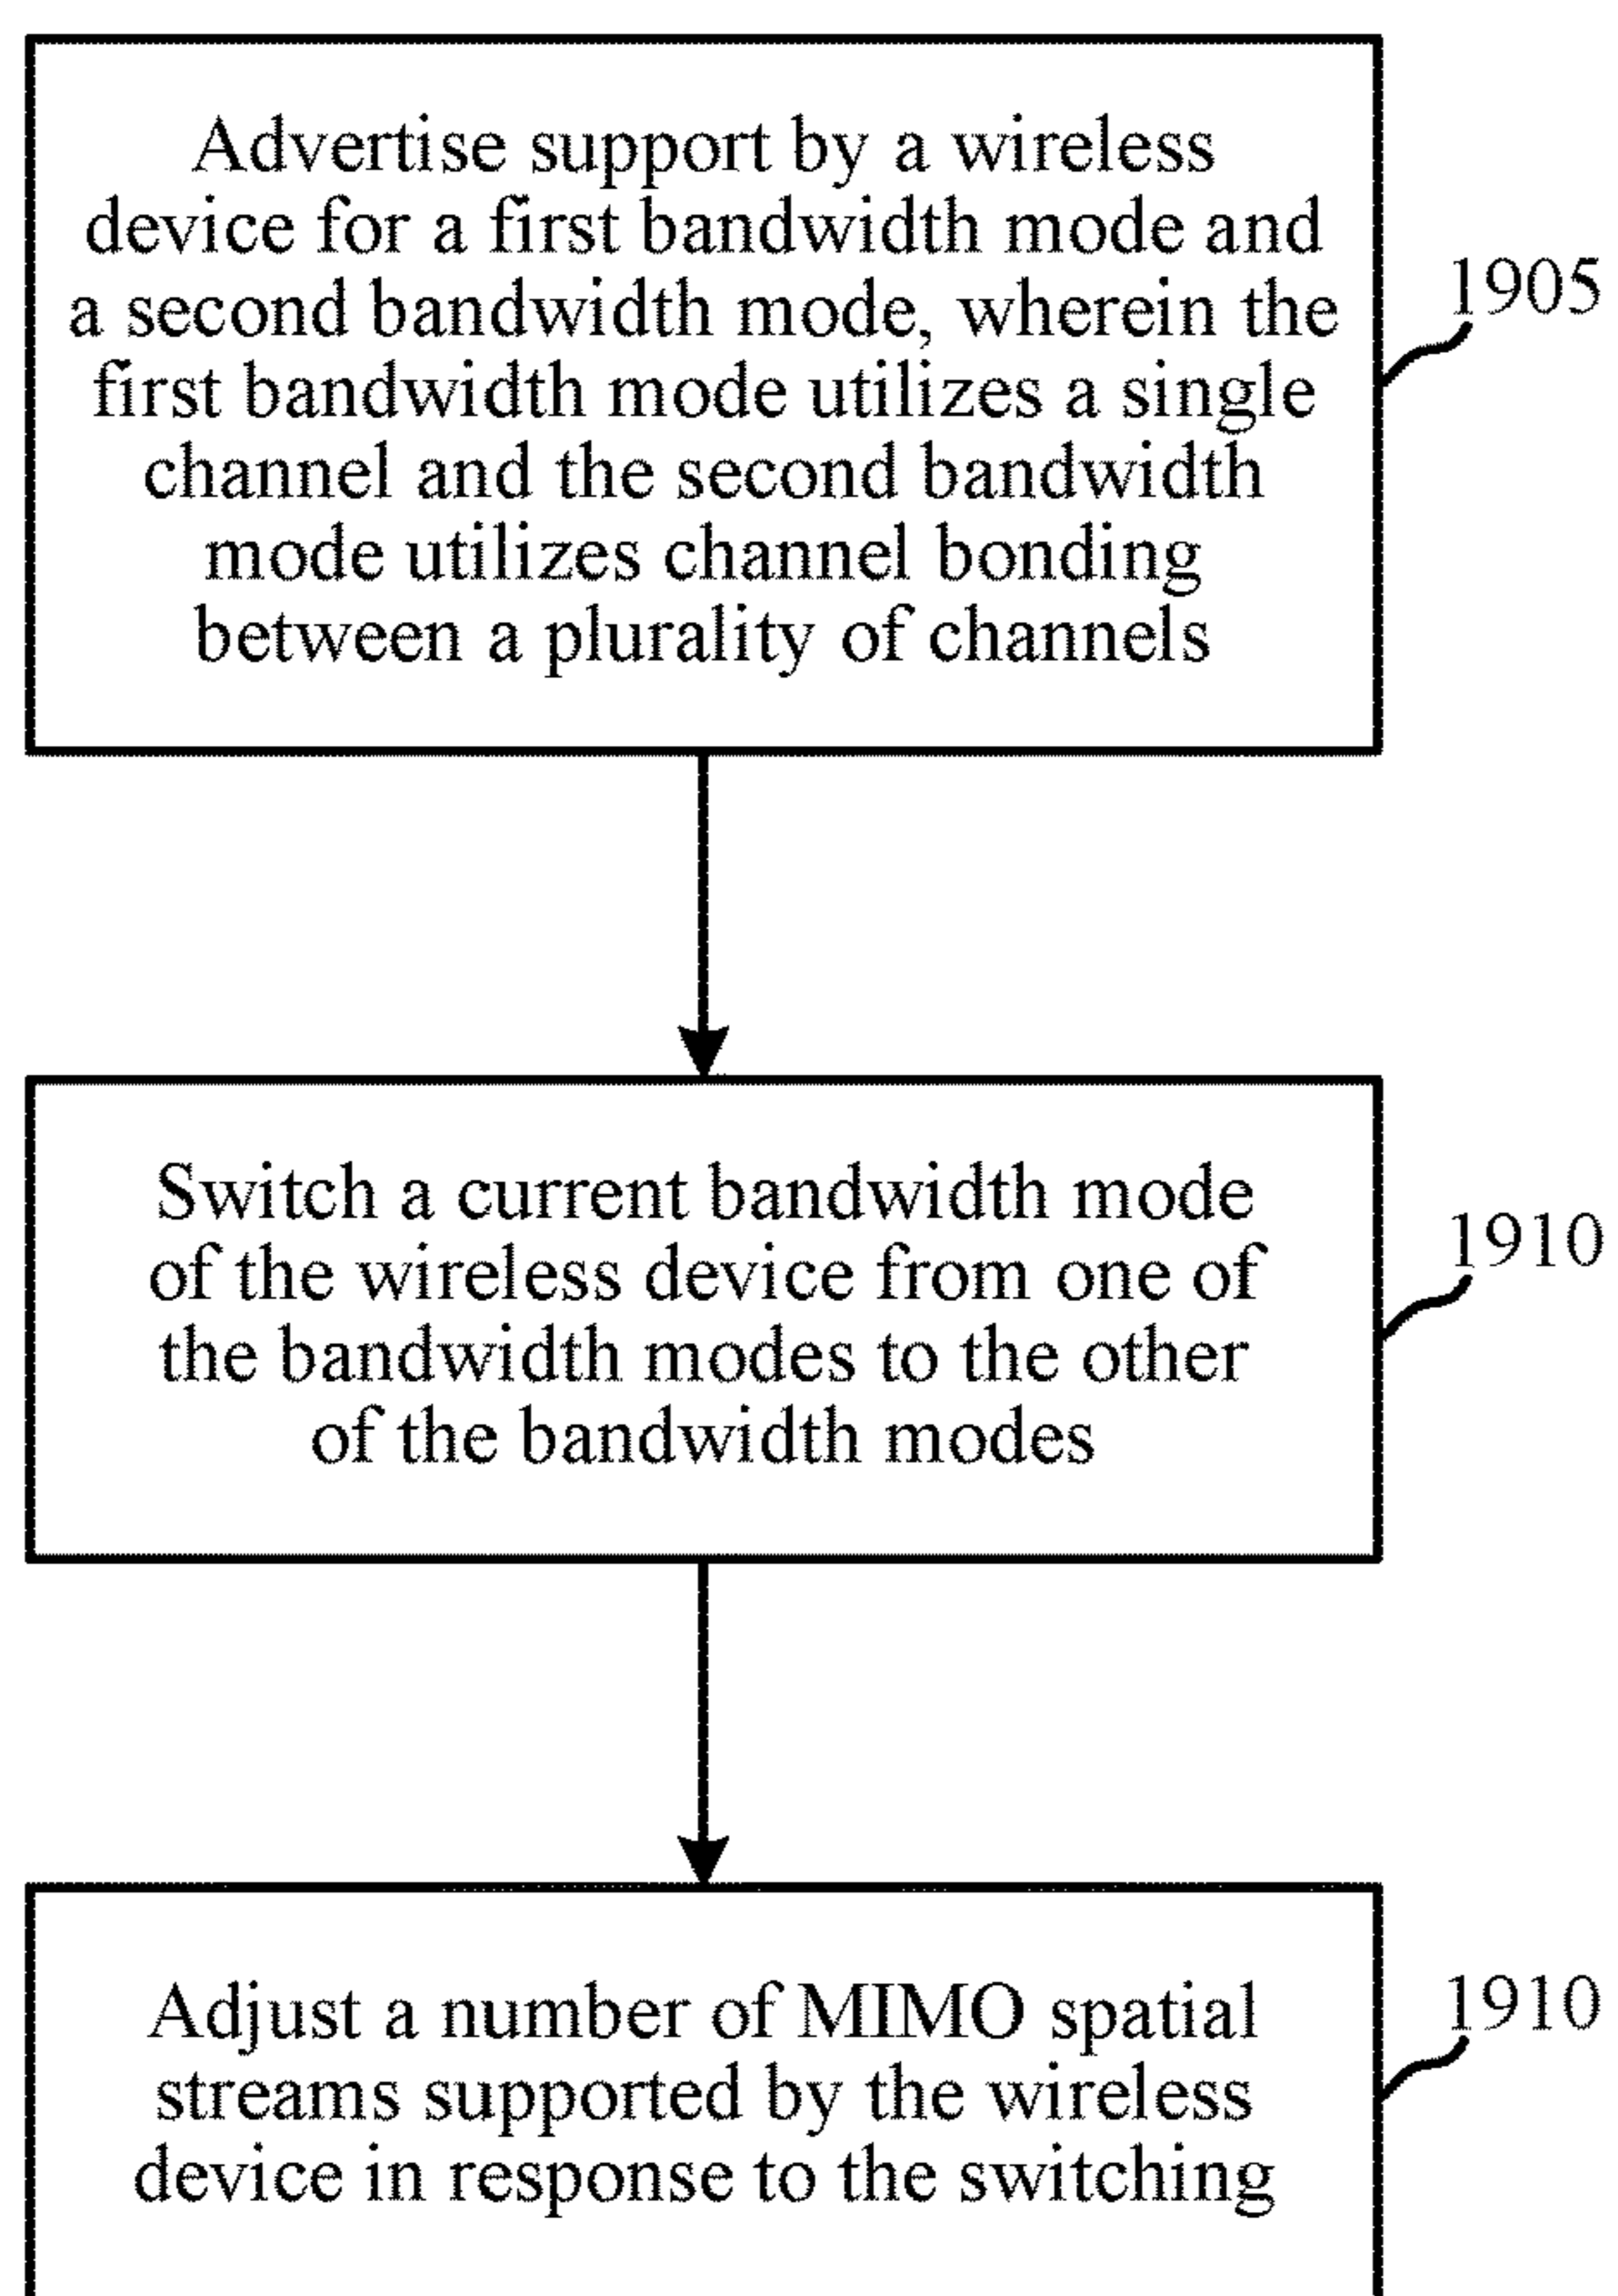 Advertise support by a wireless
device for a first bandwidth mode and
a second bandwidth mode, wherein the
first bandwidth mode utilizes a single
channel and the second bandwidth
mode utilizes channel bonding
between a plurality of channels
1905
Switch a current bandwidth mode
of the wireless device from one of
the bandwidth modes to the other
of the bandwidth modes
1910
Adjust a number of MIMO spatial
streams supported by the wireless
device in response to the switching
1910